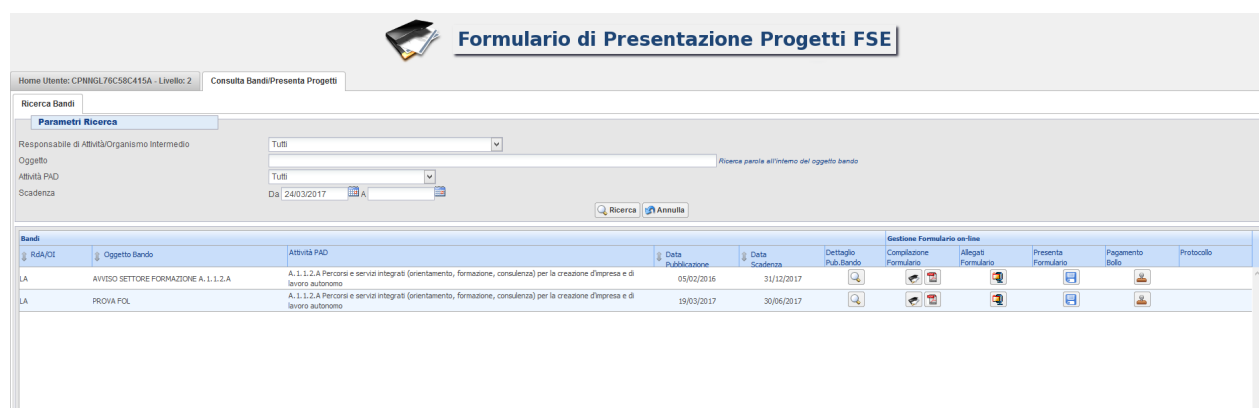 Formulario di Presentazione Progetti FSE
Home Utente: CPNNGL76C58C415A - Livello: 2
Consulta Bandi/Presenta Progetti
Ricerca Bandi
Parametri Ricerca
Responsabile di Attività/Organismo Intermedio
Tutti
Oggetto
Ricerca parola all'interno del oggetto bando
Attività PAD
Tutti
Scadenza
Da 24/03/2017 A
Ricerca Annulla
Bandi
Gestione Formulario on-line
RdA/OI
Oggetto Bando
Attività PAD
Data Pubblicazione
Data Scadenza
Dettaglio Pub.Bando
Compilazione Formulario
Allegati Formulario
Presenta Formulario
Pagamento Bollo
Protocollo
LA
AVVISO SETTORE FORMAZIONE A.1.1.2.A
A.1.1.2.A Percorsi e servizi integrati (orientamento, formazione, consulenza) per la creazione d'impresa e di
lavoro autonomo
05/02/2016
31/12/2017
LA
PROVA FOL
A.1.1.2.A Percorsi e servizi integrati (orientamento, formazione, consulenza) per la creazione d'impresa e di
lavoro autonomo
19/03/2017
30/06/2017